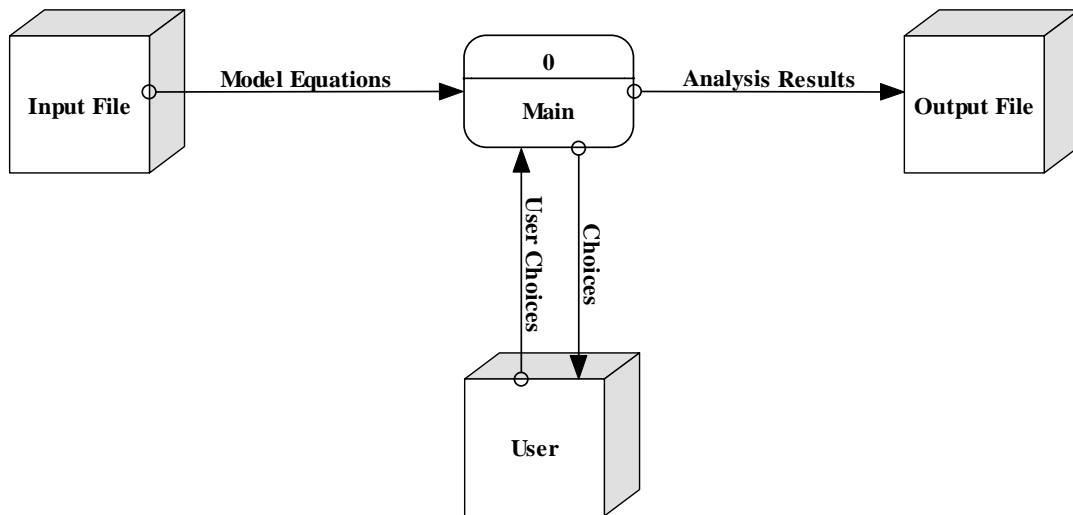 0
Model Equations
Analysis Results
Input File
Main
Output File
User Choices
Choices
User